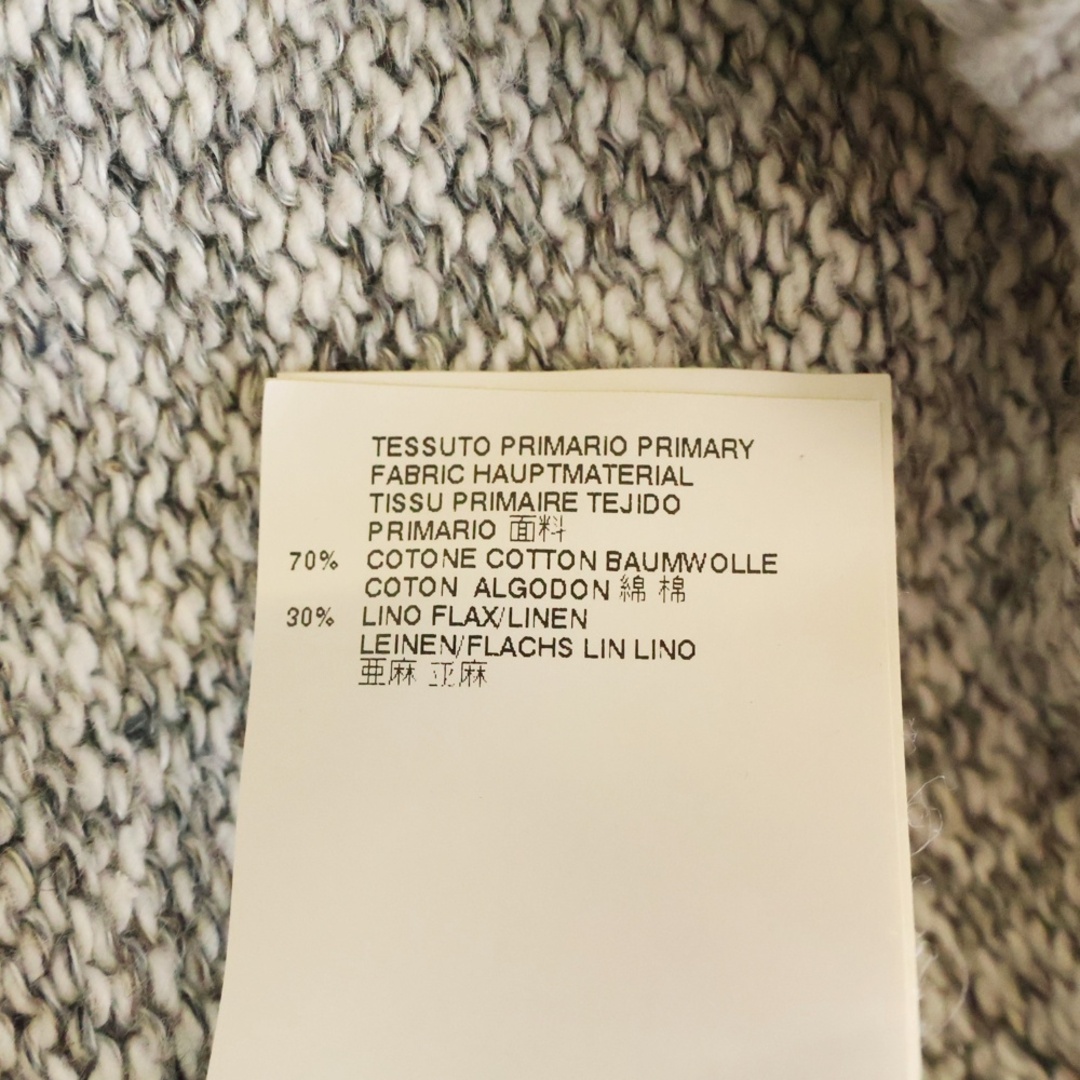 TESSUTO PRIMARIO PRIMARY
FABRIC HAUPTMATERIAL
TISSU PRIMAIRE TEJIDO
PRIMARIO 面料
70% COTONE COTTON BAUMWOLLE
COTON ALGODON 綿 棉
30% LINO FLAX/LINEN
LEINEN/FLACHS LIN LINO
亜麻 亚麻